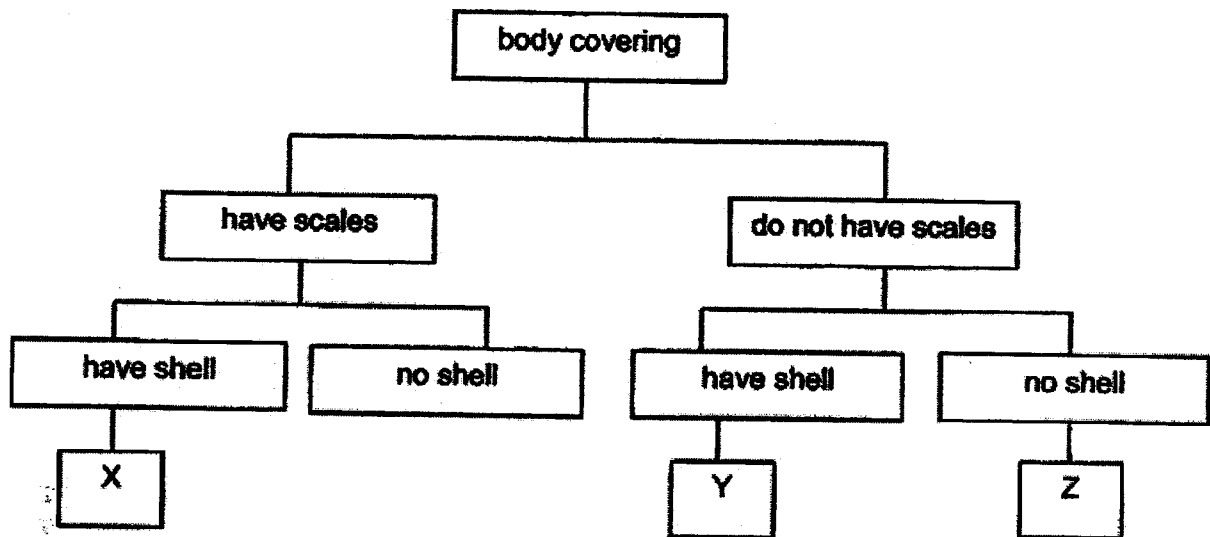 body covering
have scales
do not have scales
have shell
no shell
have shell
no shell
X
Y
Z